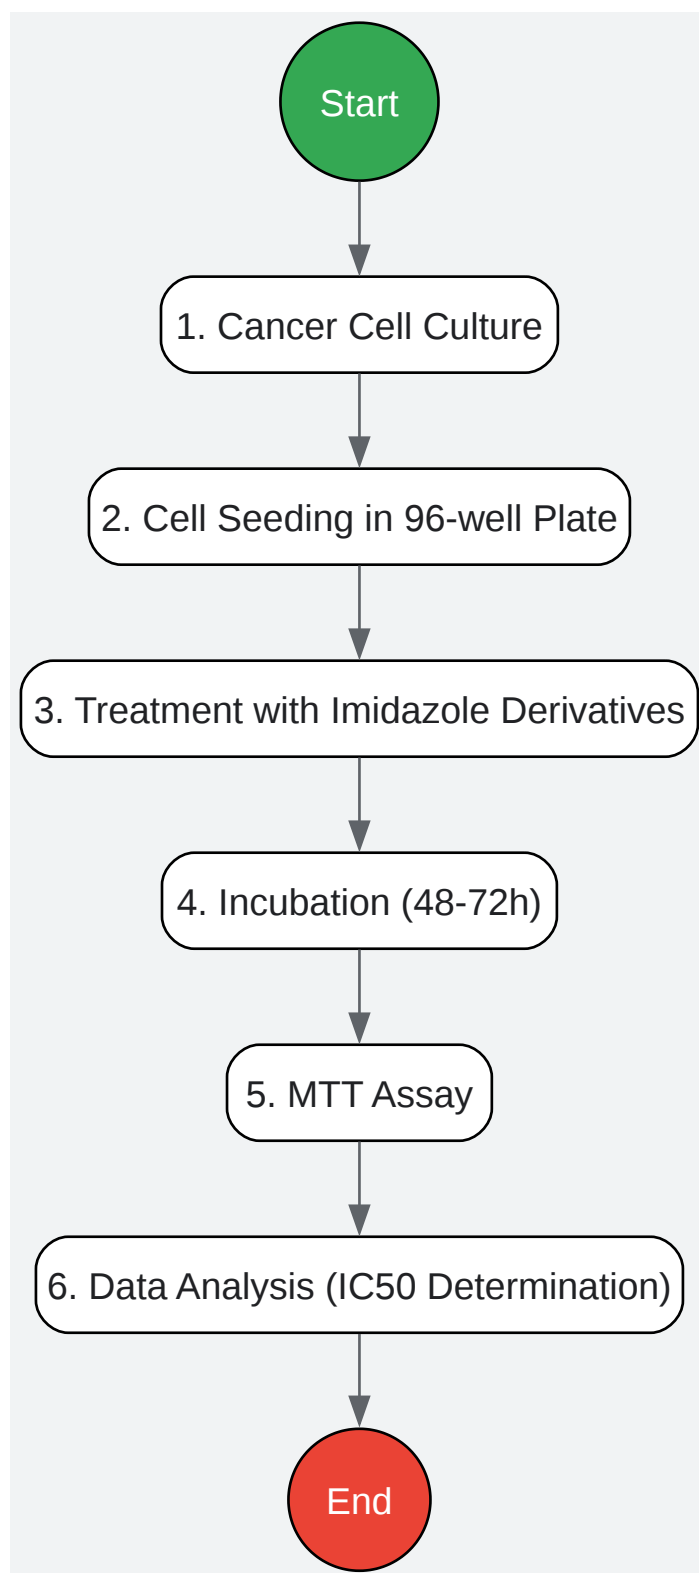 Start
1. Cancer Cell Culture
2. Cell Seeding in 96-well Plate
3. Treatment with Imidazole Derivatives
4. Incubation (48-72h)
5. MTT Assay
6. Data Analysis (IC50 Determination)
End